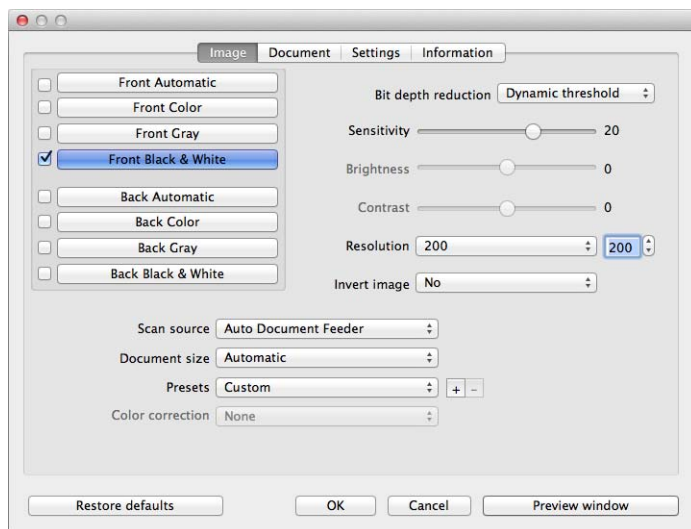 Image Document Settings Information
Front Automatic
Front Color
Front Gray
Front Black & White
Back Automatic
Back Color
Back Gray
Back Black & White
Bit depth reduction Dynamic threshold
Sensitivity 20
Brightness 0
Contrast 0
Resolution 200 200
Invert image No
Scan source Auto Document Feeder
Document size Automatic
Presets Custom + -
Color correction None
Restore defaults OK Cancel Preview window